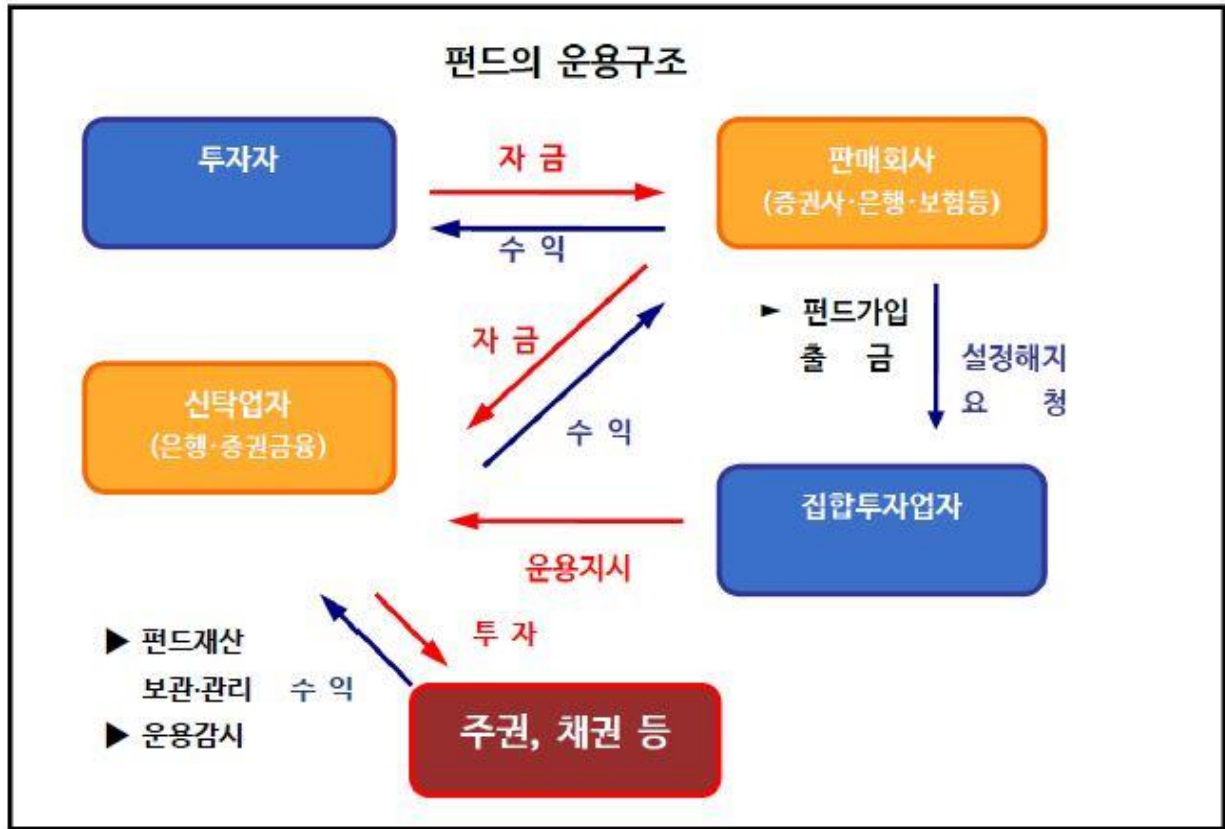 펀드의 운용구조
투자자
자 금
수 익
판매회사
(증권사·은행·보험등)
자 금
수 익
► 펀드가입
출 금
설정해지
요 청
신탁업자
(은행·증권금융)
집합투자업자
운용지시
▶ 펀드재산
보관·관리
▶ 운용감시
수 익
투 자
주권, 채권 등